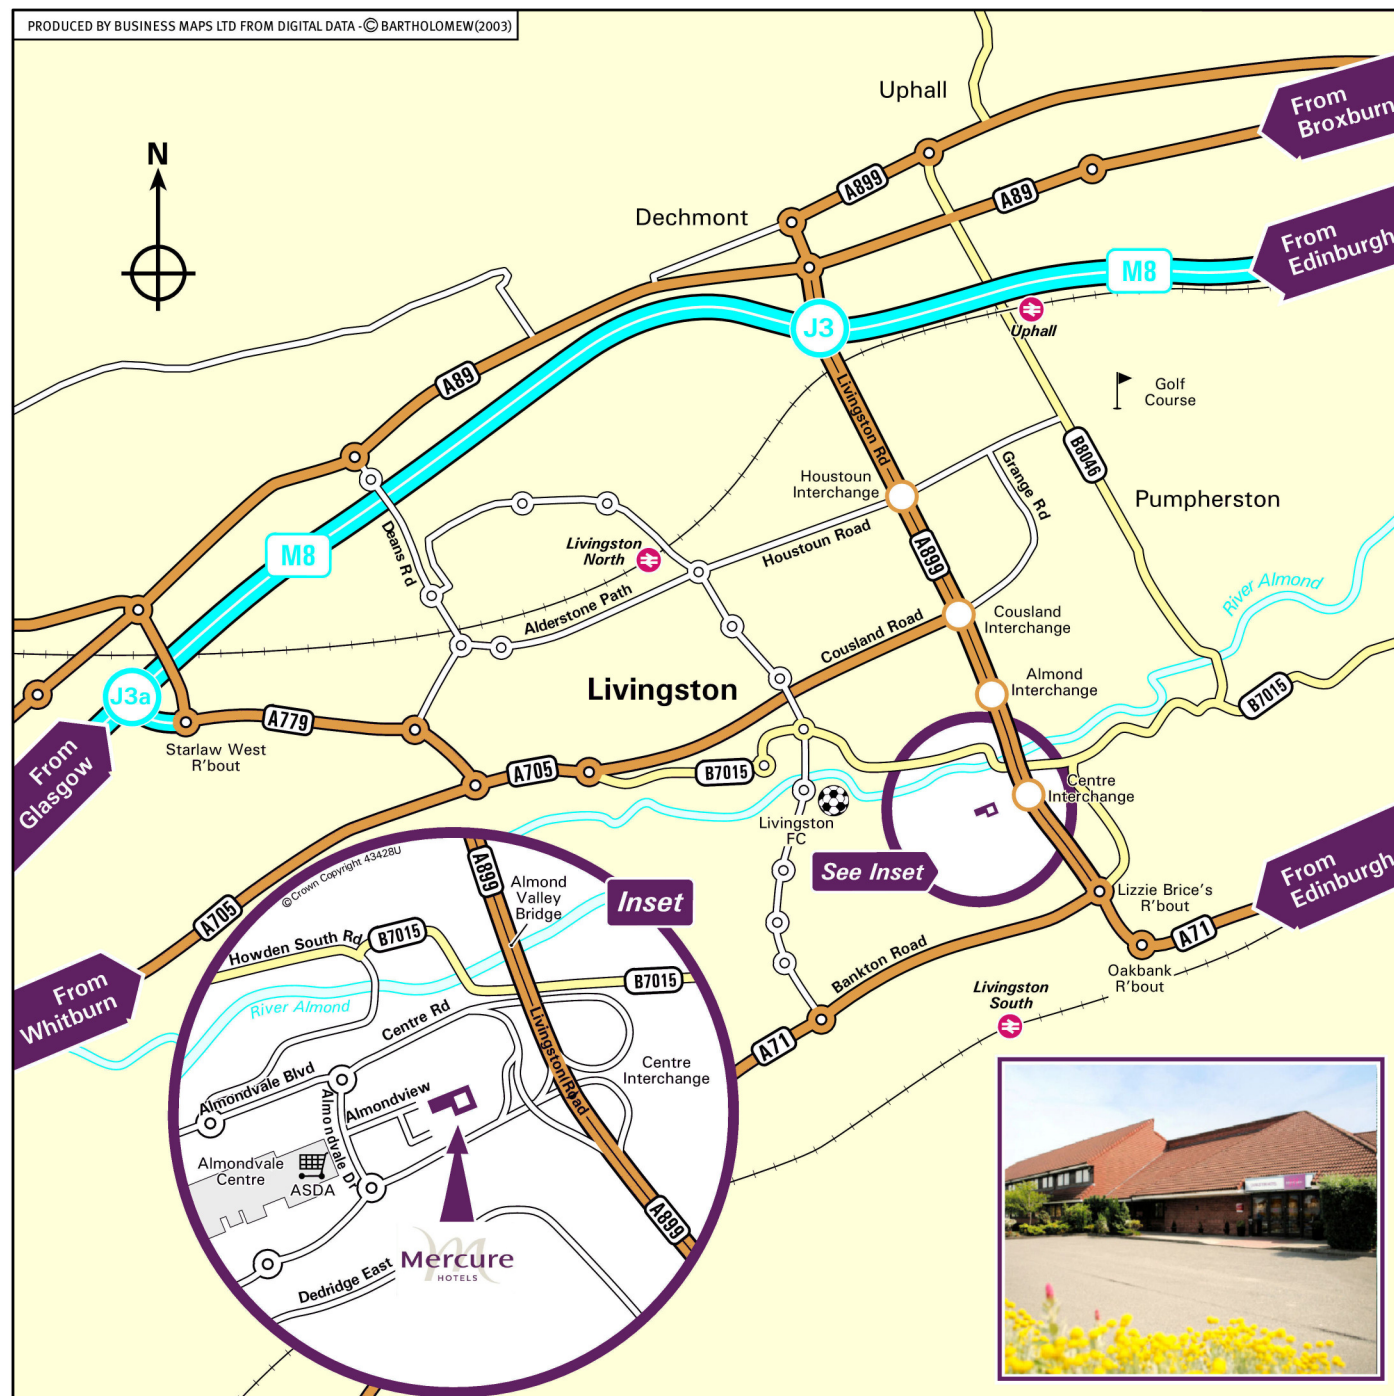 PRODUCED BY BUSINESS MAPS LTD FROM DIGITAL DATA - © BARTHOLOMEW(2003)
N
Uphall
From
Broxburn
A899
A89
Dechmont
From
Edinburgh
M8
J3
Uphall
A89
Livingston Rd
Golf
Course
B8046
Houstoun
Interchange
Grange Rd
Pumpherston
Deans Rd
M8
Livingston
North
Houstoun Road
A899
River Almond
Alderstone Path
Cousland Road
Cousland
Interchange
Almond
Interchange
Livingston
J3a
A779
B7015
Starlaw West
R'bout
From
Glasgow
A705
B7015
Centre
Interchange
Livingston
FC
See Inset
From
Edinburgh
Lizzie Brice's
R'bout
A71
Oakbank
R'bout
Bankton Road
Livingston
South
A71
A705
From
Whitburn
© Crown Copyright 43428U
A899
Almond
Valley
Bridge
Inset
Howden South Rd
B7015
B7015
River Almond
Centre Rd
Livingston Road
Centre
Interchange
Almondvale Blvd
Almondview
Almondvale Dr
Almondvale
Centre
ASDA
A899
Mercure
HOTELS
Dedridge East